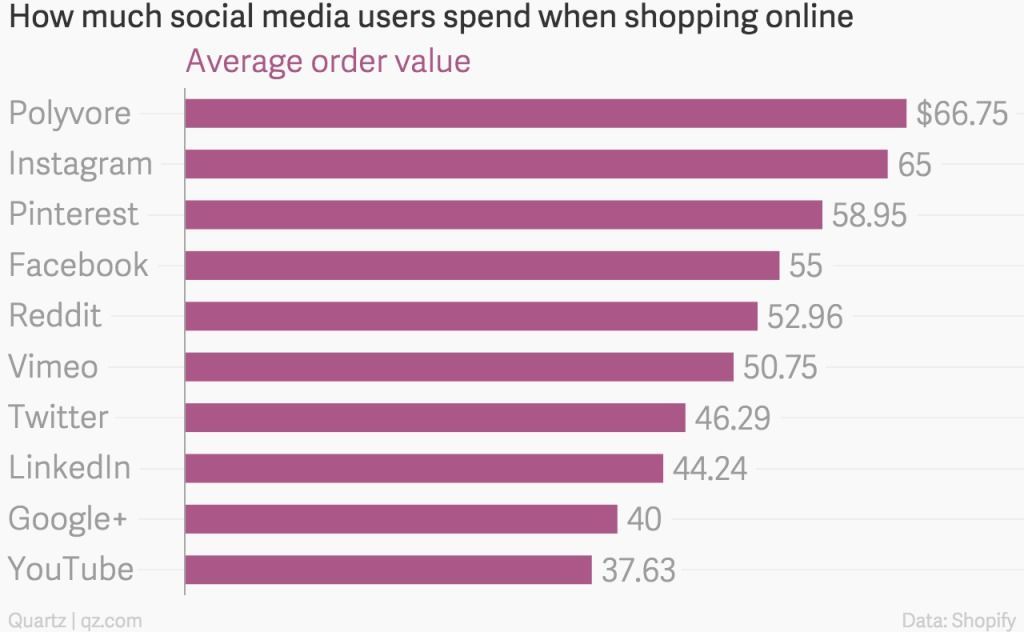 How much social media users spend when shopping online
Average order value
Polyvore $66.75
Instagram 65
Pinterest 58.95
Facebook 55
Reddit 52.96
Vimeo 50.75
Twitter 46.29
LinkedIn 44.24
Google+ 40
YouTube 37.63
Quartz | qz.com Data: Shopify